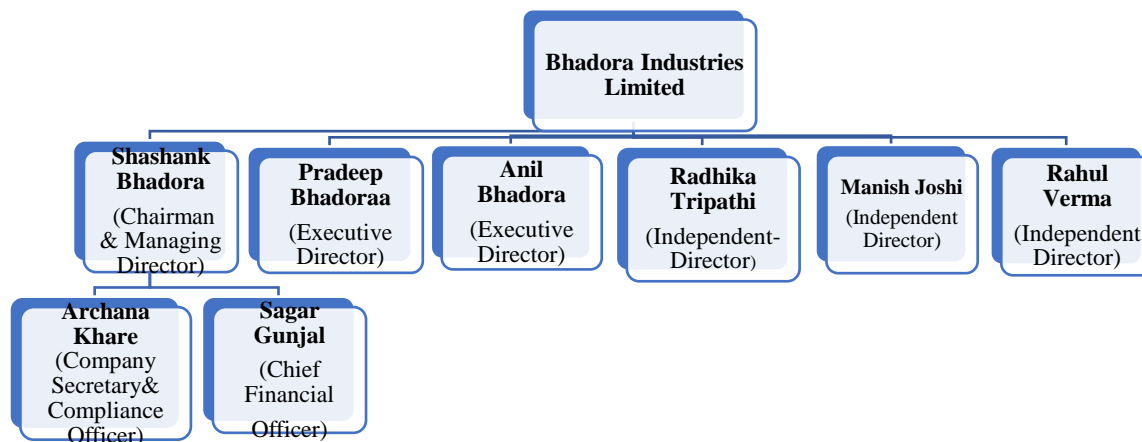 Bhadora Industries
Limited
Shashank
Bhadora
(Chairman
& Managing
Director)
Pradeep
Bhadoraa
(Executive
Director)
Anil
Bhadora
(Executive
Director)
Radhika
Tripathi
(Independent-
Director)
Manish Joshi
(Independent
Director)
Rahul
Verma
(Independent
Director)
Archana
Khare
(Company
Secretary&
Compliance
Officer)
Sagar
Gunjal
(Chief
Financial
Officer)